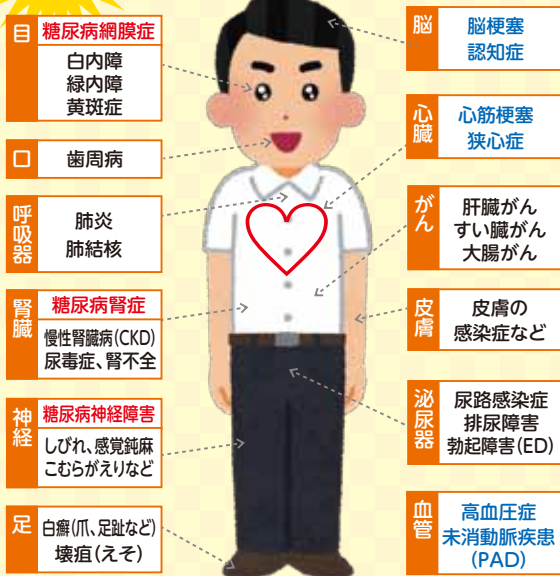 目
糖尿病網膜症
白内障
緑内障
黄斑症
口
歯周病
呼吸器
肺炎
肺結核
腎臓
糖尿病腎症
慢性腎臓病(CKD)
尿毒症、腎不全
神経
糖尿病神経障害
しびれ、感覚鈍麻
こむらがえりなど
足
白癬(爪、足趾など)
壊疽(えそ)
脳
脳梗塞
認知症
心臓
心筋梗塞
狭心症
がん
肝臓がん
すい臓がん
大腸がん
皮膚
皮膚の
感染症など
泌尿器
尿路感染症
排尿障害
勃起障害(ED)
血管
高血圧症
未消動脈疾患
(PAD)